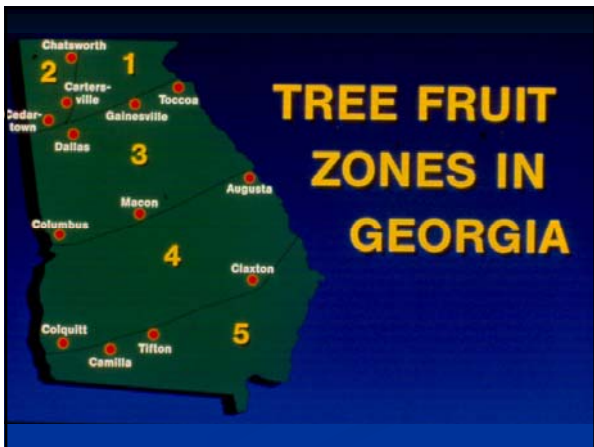 Chatsworth
2
1
Carters-
ville
Toccoa
Cedar-
town
Gainesville
Dallas
3
Augusta
Macon
Columbus
4
Claxton
Colquitt
Camilla
Tifton
5
TREE FRUIT
ZONES IN
GEORGIA